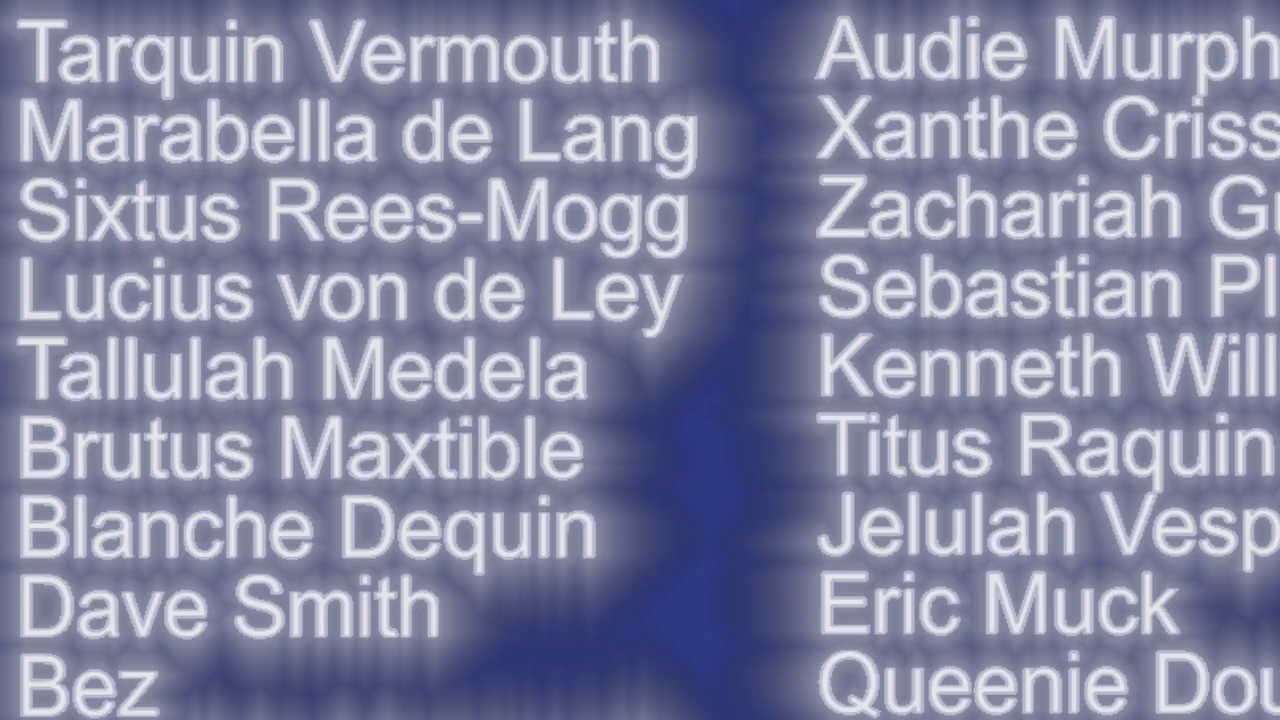 Tarquin Vermouth
Marabella de Lang
Sixtus Rees-Mogg
Lucius von de Ley
Tallulah Medela
Brutus Maxtible
Blanche Dequin
Dave Smith
Bez
Audie Murph
Xanthe Criss
Zachariah
Sebastian Pl
Kenneth Will
Titus Raquin
Jelulah Vesp
Eric Muck
Queenie Dou